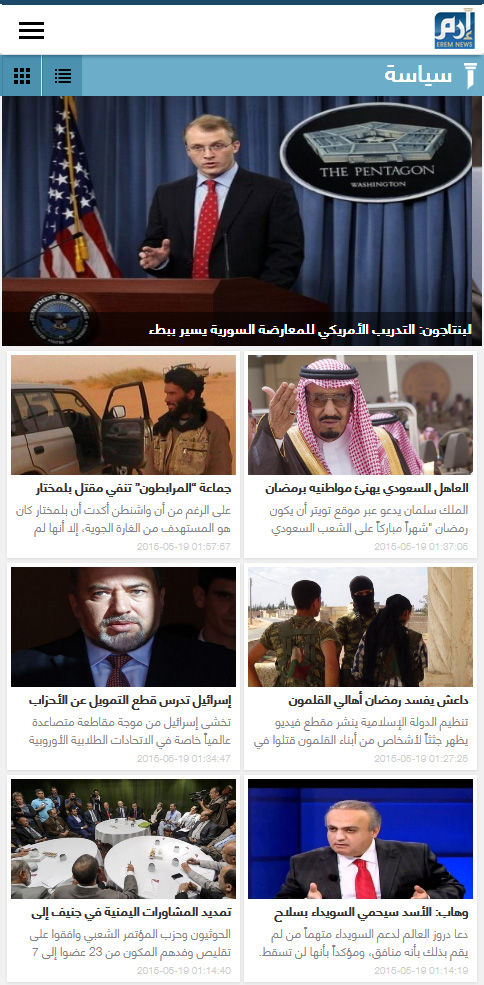 إرم
EREM NEWS
سياسة
THE PENTAGON
WASHINGTON
لبنتاجون: التدريب الأمريكي للمعارضة السورية يسير ببطء
العاهل السعودي يهنئ مواطنيه برمضان
الملك سلمان يدعو عبر موقع تويتر أن يكون
رمضان "شهراً مباركاً على الشعب السعودي
2015-06-19 01:37:05
جماعة "المرابطون" تنفي مقتل بلمختار
على الرغم من أن واشنطن أكدت أن بلمختار كان
هو المستهدف من الغارة الجوية، إلا أنها لم
2015-06-19 01:57:57
داعش يفسد رمضان أهالي القلمون
تنظيم الدولة الإسلامية ينشر مقطع فيديو
يظهر جثثاً لأشخاص من أبناء القلمون قتلوا في
2015-06-19 01:27:26
إسرائيل تدرس قطع التمويل عن الأحزاب
تخشى إسرائيل من موجة مقاطعة متصاعدة
عالمياً خاصة في الاتحادات الطلابية الأوروبية
2015-06-19 01:34:47
وهاب: الأسد سيحمي السويداء بسلاح
دعا دروز العالم لدعم السويداء متهماً من لم
يقم بذلك بأنه منافق، ومؤكداً بأنها لن تسقط.
2015-06-19 01:14:19
تمديد المشاورات اليمنية في جنيف إلى
الحوثيون وحزب المؤتمر الشعبي وافقوا على
تقليص وفدهم المكون من 23 عضوا إلى 7
2015-06-19 01:14:40